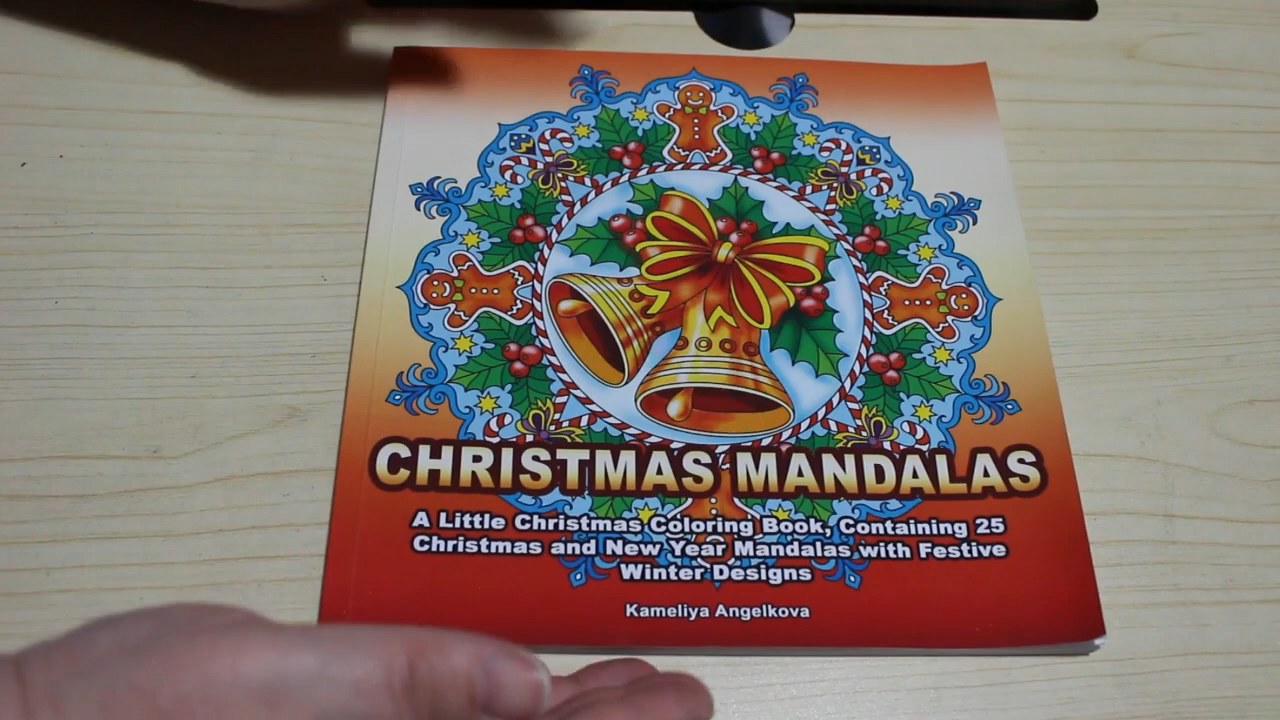 CHRISTMAS MANDALAS
A Little Christmas Coloring Book, Containing 25
Christmas and New Year Mandalas with Festive
Winter Designs
Kameliya Angelkova